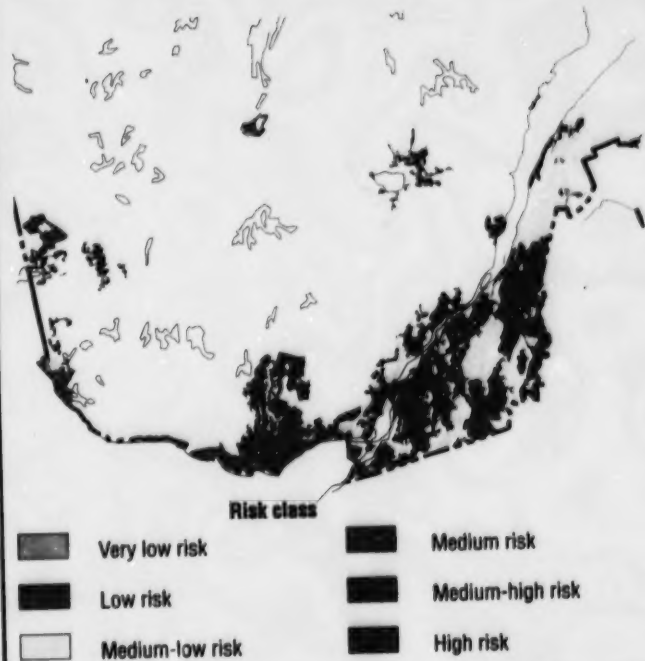 Risk class
Very low risk
Low risk
Medium-low risk
Medium risk
Medium-high risk
High risk